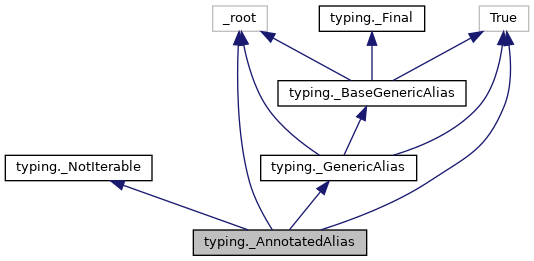 _root
typing._Final
True
typing._BaseGenericAlias
typing._NotIterable
typing._GenericAlias
typing._AnnotatedAlias